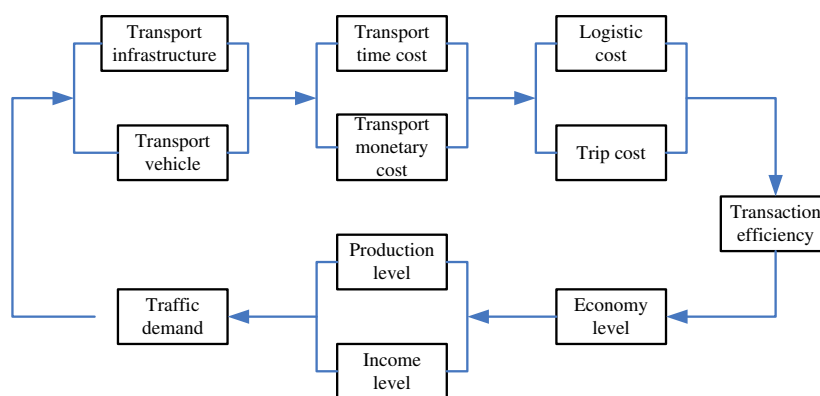 Transport
infrastructure
Transport
time cost
Logistic
cost
Transport
vehicle
Transport
monetary
cost
Trip cost
Transaction
efficiency
Production
level
Traffic
demand
Economy
level
Income
level